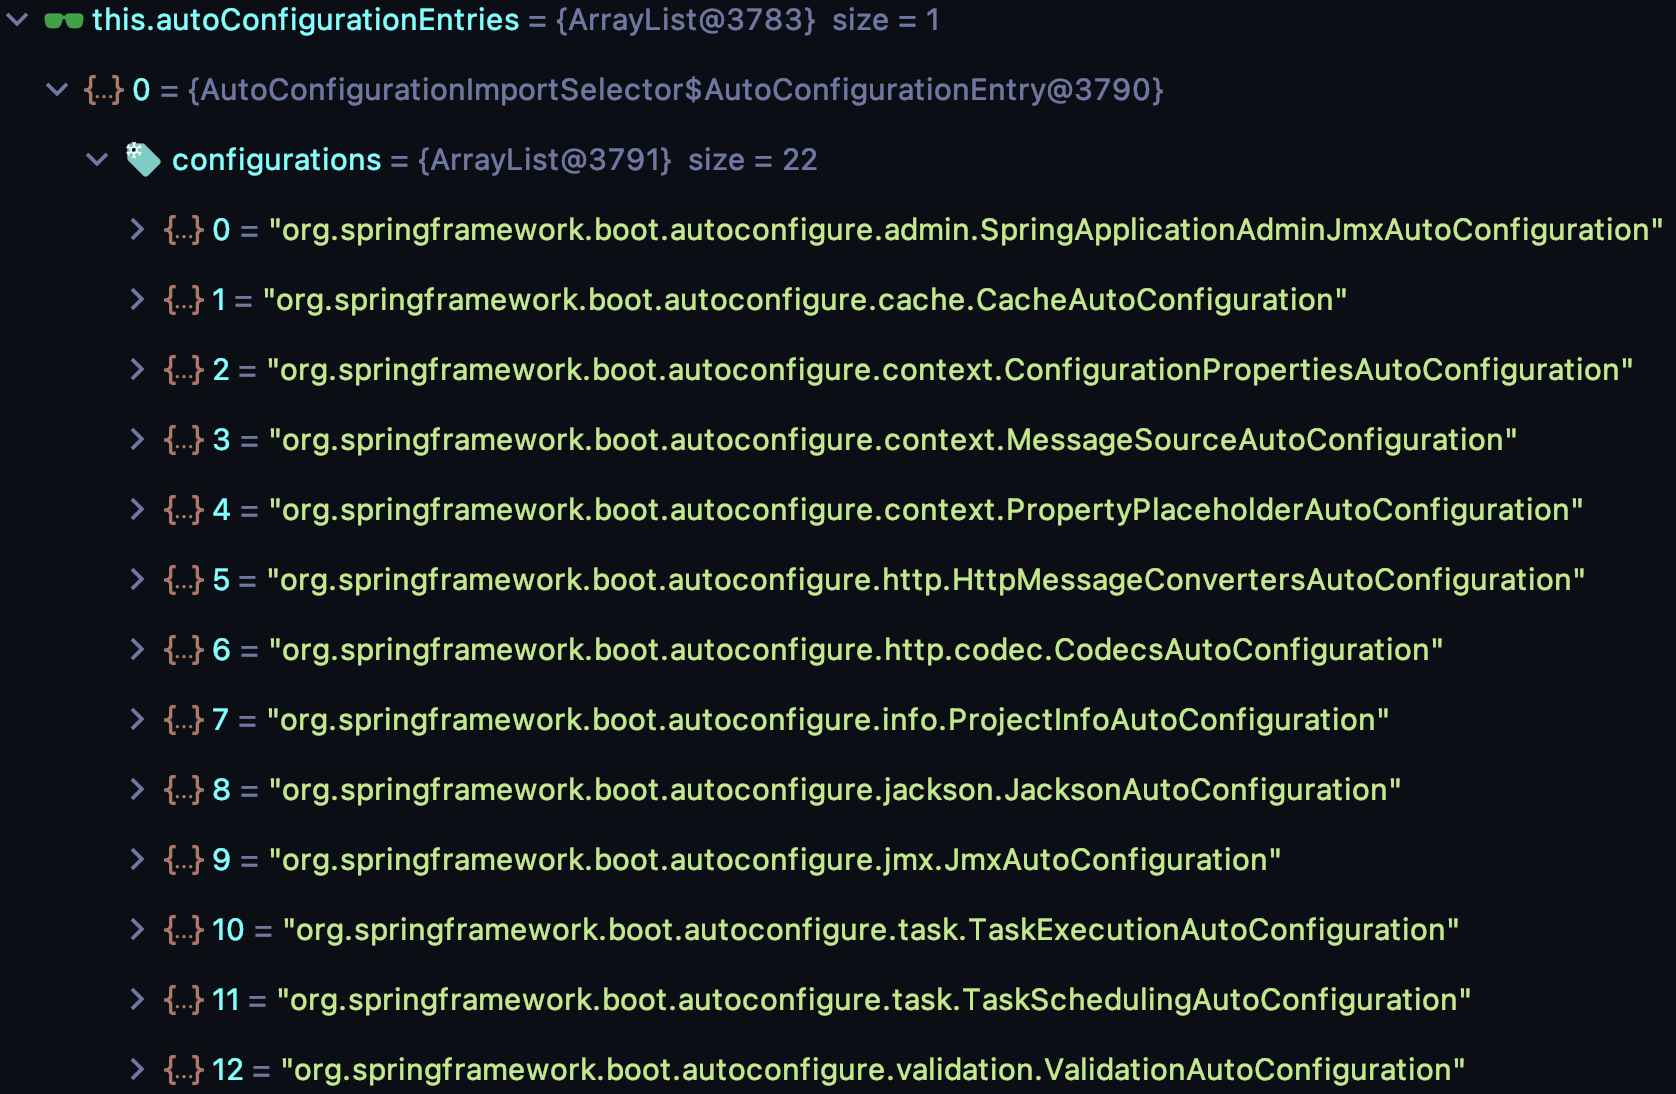 this.autoConfigurationEntries = {ArrayList@3783} size = 1
{...} 0 = {AutoConfigurationImportSelector$AutoConfigurationEntry@3790}
configurations = {ArrayList@3791} size = 22
{...} 0 = "org.springframework.boot.autoconfigure.admin.SpringApplicationAdminJmxAutoConfiguration"
{...} 1 = "org.springframework.boot.autoconfigure.cache.CacheAutoConfiguration"
{...} 2 = "org.springframework.boot.autoconfigure.context.ConfigurationPropertiesAutoConfiguration"
{...} 3 = "org.springframework.boot.autoconfigure.context.MessageSourceAutoConfiguration"
{...} 4 = "org.springframework.boot.autoconfigure.context.PropertyPlaceholderAutoConfiguration"
{...} 5 = "org.springframework.boot.autoconfigure.http.HttpMessageConvertersAutoConfiguration"
{...} 6 = "org.springframework.boot.autoconfigure.http.codec.CodecsAutoConfiguration"
{...} 7 = "org.springframework.boot.autoconfigure.info.ProjectInfoAutoConfiguration"
{...} 8 = "org.springframework.boot.autoconfigure.jackson.JacksonAutoConfiguration"
{...} 9 = "org.springframework.boot.autoconfigure.jmx.JmxAutoConfiguration"
{...} 10 = "org.springframework.boot.autoconfigure.task.TaskExecutionAutoConfiguration"
{...} 11 = "org.springframework.boot.autoconfigure.task.TaskSchedulingAutoConfiguration"
{...} 12 = "org.springframework.boot.autoconfigure.validation.ValidationAutoConfiguration"